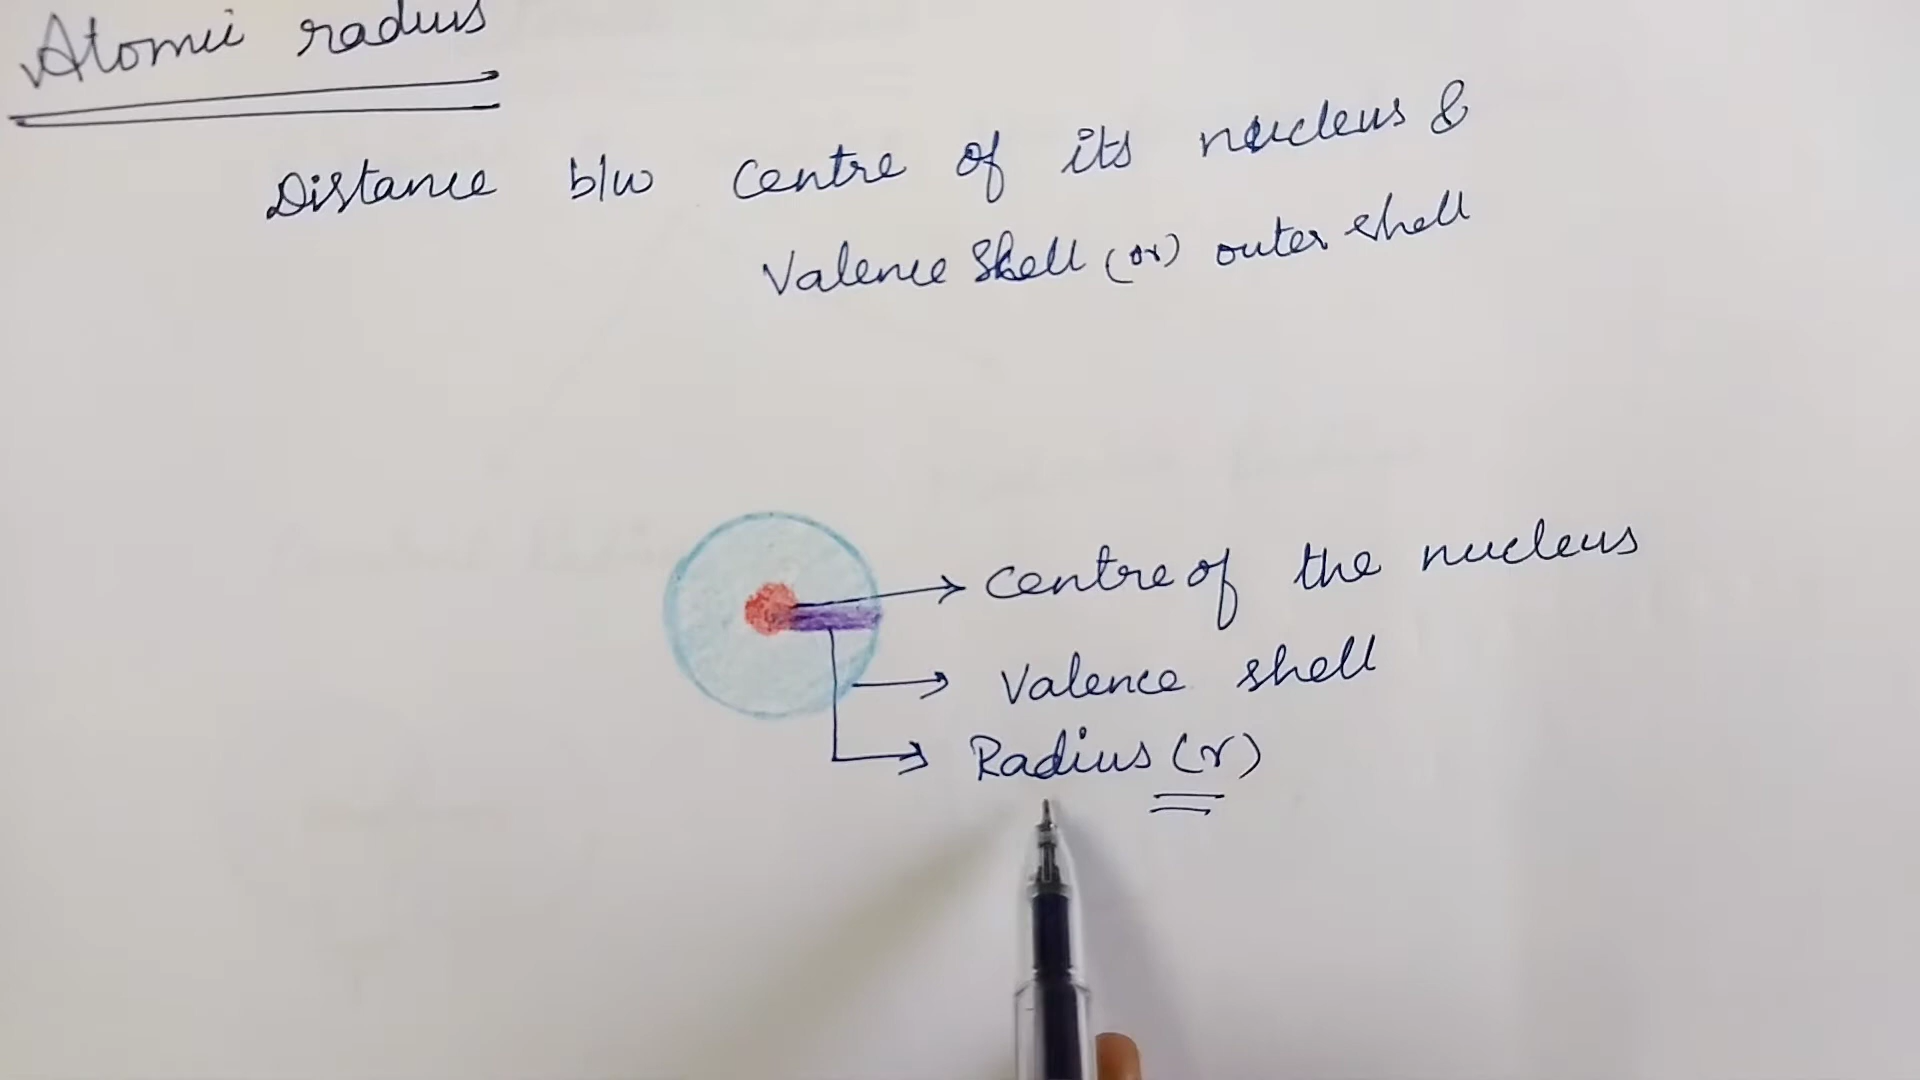 Atomic radius
Distance b/w centre of its nucleus &
Valence Shell (or) outer shell
centre of the nucleus
Valence shell
Radius (r)